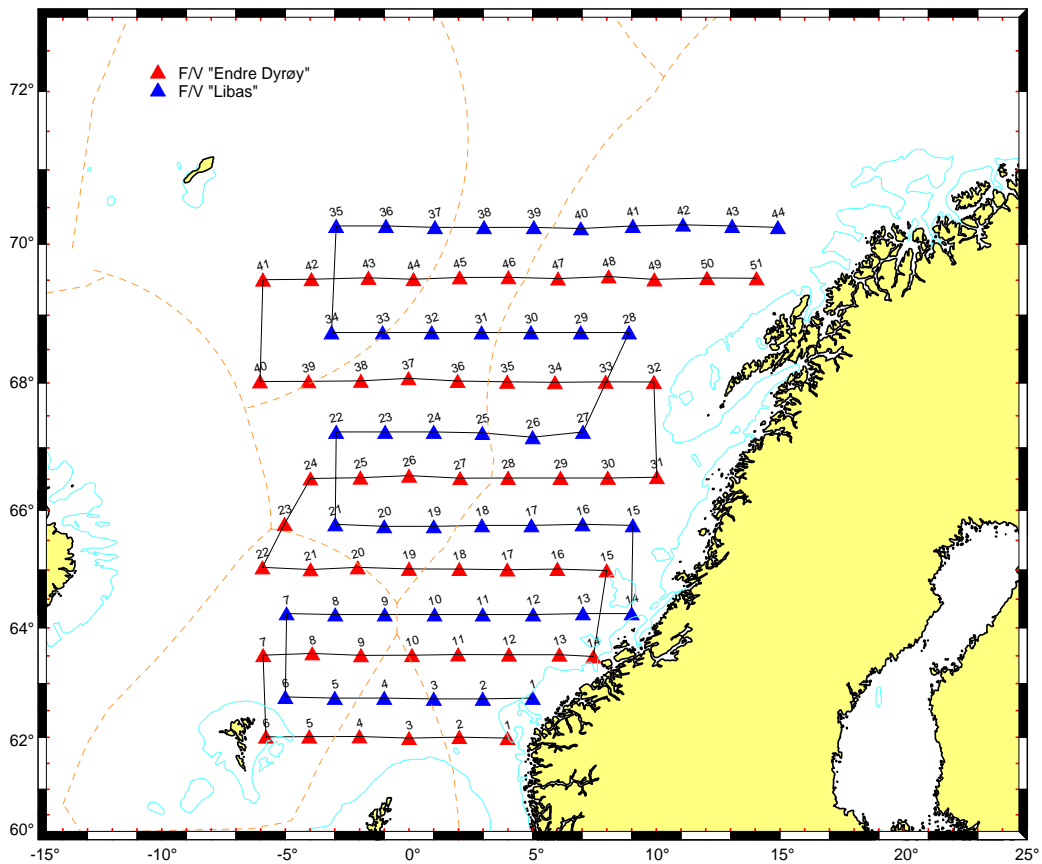 72°
F/V "Endre Dyrøy"
F/V "Libas"
35 36 37 38 39 40 41 42 43 44
70°
41 42 43 44 45 46 47 48 49 50 51
34 33 32 31 30 29 28
68°
40 39 38 37 36 35 34 33 32
22 23 24 25 26 27
24 25 26 27 28 29 30 31
66°
23 21 20 19 18 17 16 15
22 21 20 19 18 17 16 15
7 8 9 10 11 12 13 14
64°
7 8 9 10 11 12 13 14
6 5 4 3 2 1
62°
6 5 4 3 2 1
60°
-15° -10° -5° 0° 5° 10° 15° 20° 25°